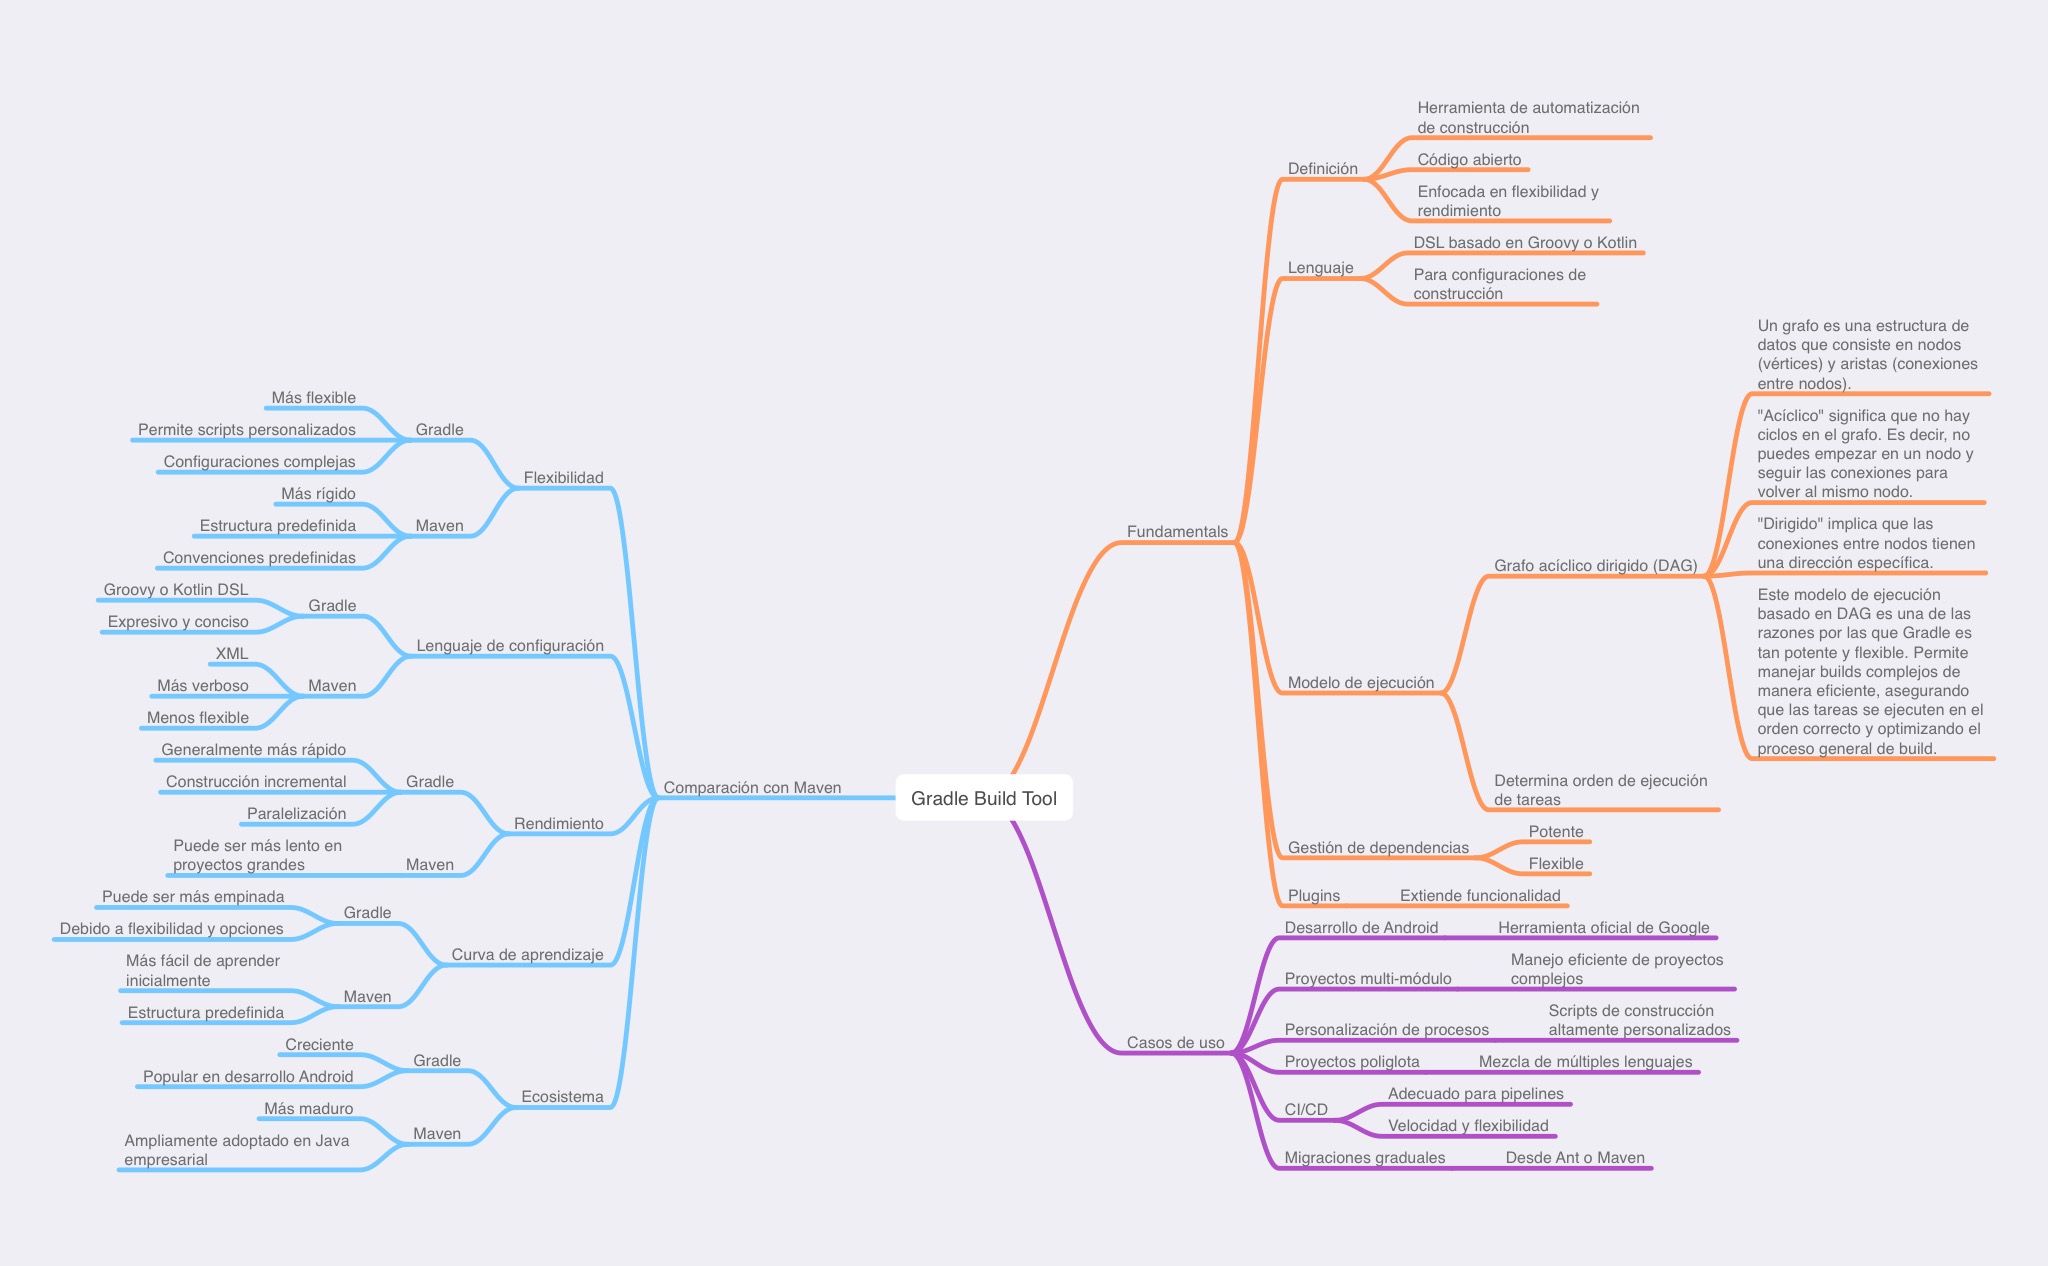 Gradle Build Tool
Fundamentals
Definición
Herramienta de automatización
de construcción
Código abierto
Enfocada en flexibilidad y
rendimiento
Lenguaje
DSL basado en Groovy o Kotlin
Para configuraciones de
construcción
Modelo de ejecución
Grafo acíclico dirigido (DAG)
Un grafo es una estructura de
datos que consiste en nodos
(vértices) y aristas (conexiones
entre nodos).
"Acíclico" significa que no hay
ciclos en el grafo. Es decir, no
puedes empezar en un nodo y
seguir las conexiones para
volver al mismo nodo.
"Dirigido" implica que las
conexiones entre nodos tienen
una dirección específica.
Este modelo de ejecución
basado en DAG es una de las
razones por las que Gradle es
tan potente y flexible. Permite
manejar builds complejos de
manera eficiente, asegurando
que las tareas se ejecuten en el
orden correcto y optimizando el
proceso general de build.
Determina orden de ejecución
de tareas
Gestión de dependencias
Potente
Flexible
Plugins
Extiende funcionalidad
Casos de uso
Desarrollo de Android
Herramienta oficial de Google
Proyectos multi-módulo
Manejo eficiente de proyectos
complejos
Personalización de procesos
Scripts de construcción
altamente personalizados
Proyectos poliglota
Mezcla de múltiples lenguajes
CI/CD
Adecuado para pipelines
Velocidad y flexibilidad
Migraciones graduales
Desde Ant o Maven
Comparación con Maven
Flexibilidad
Gradle
Más flexible
Permite scripts personalizados
Configuraciones complejas
Maven
Más rígido
Estructura predefinida
Convenciones predefinidas
Lenguaje de configuración
Gradle
Groovy o Kotlin DSL
Expresivo y conciso
Maven
XML
Más verboso
Menos flexible
Rendimiento
Gradle
Generalmente más rápido
Construcción incremental
Paralelización
Maven
Puede ser más lento en
proyectos grandes
Curva de aprendizaje
Gradle
Puede ser más empinada
Debido a flexibilidad y opciones
Maven
Más fácil de aprender
inicialmente
Estructura predefinida
Ecosistema
Gradle
Creciente
Popular en desarrollo Android
Maven
Más maduro
Ampliamente adoptado en Java
empresarial